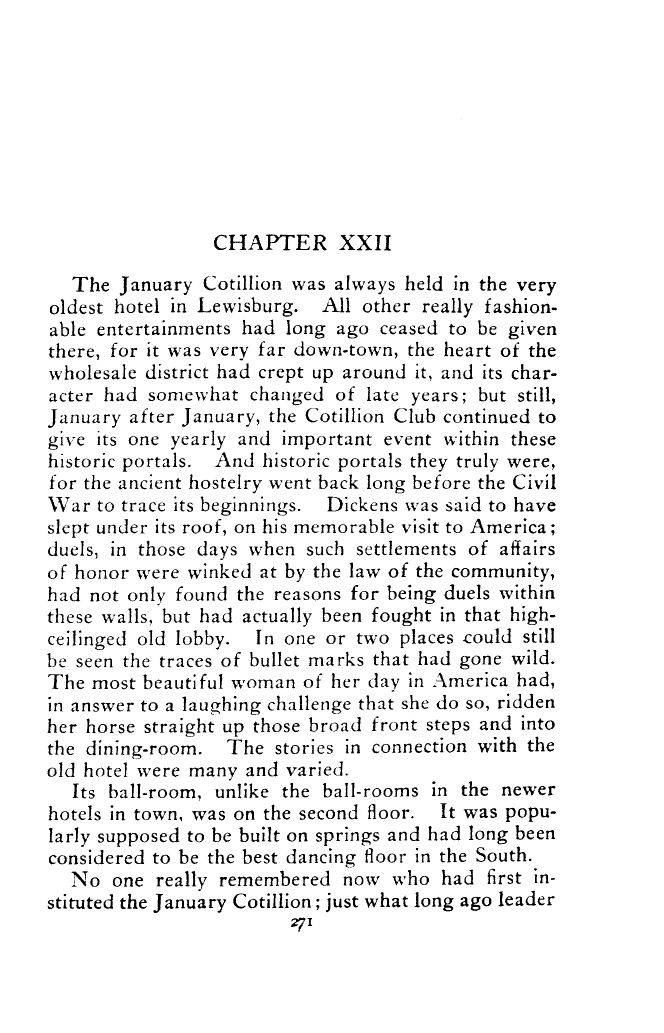 CHAPTER XXII
The January Cotillion was always held in the very
oldest hotel in Lewisburg. All other really fashion-
able entertainments had long ago ceased to be given
there, for it was very far down-town, the heart of the
wholesale district had crept up around it, and its char-
acter had somewhat changed of late years; but still,
January after January, the Cotillion Club continued to
give its one yearly and important event within these
historic portals. And historic portals they truly were,
for the ancient hostelry went back long before the Civil
War to trace its beginnings. Dickens was said to have
slept under its roof, on his memorable visit to America;
duels, in those days when such settlements of affairs
of honor were winked at by the law of the community,
had not only found the reasons for being duels within
these walls, but had actually been fought in that high-
ceilinged old lobby. In one or two places could still
be seen the traces of bullet marks that had gone wild.
The most beautiful woman of her day in America had,
in answer to a laughing challenge that she do so, ridden
her horse straight up those broad front steps and into
the dining-room. The stories in connection with the
old hotel were many and varied.
Its ball-room, unlike the ball-rooms in the newer
hotels in town, was on the second floor. It was popu-
larly supposed to be built on springs and had long been
considered to be the best dancing floor in the South.
No one really remembered now who had first in-
stituted the January Cotillion; just what long ago leader
271